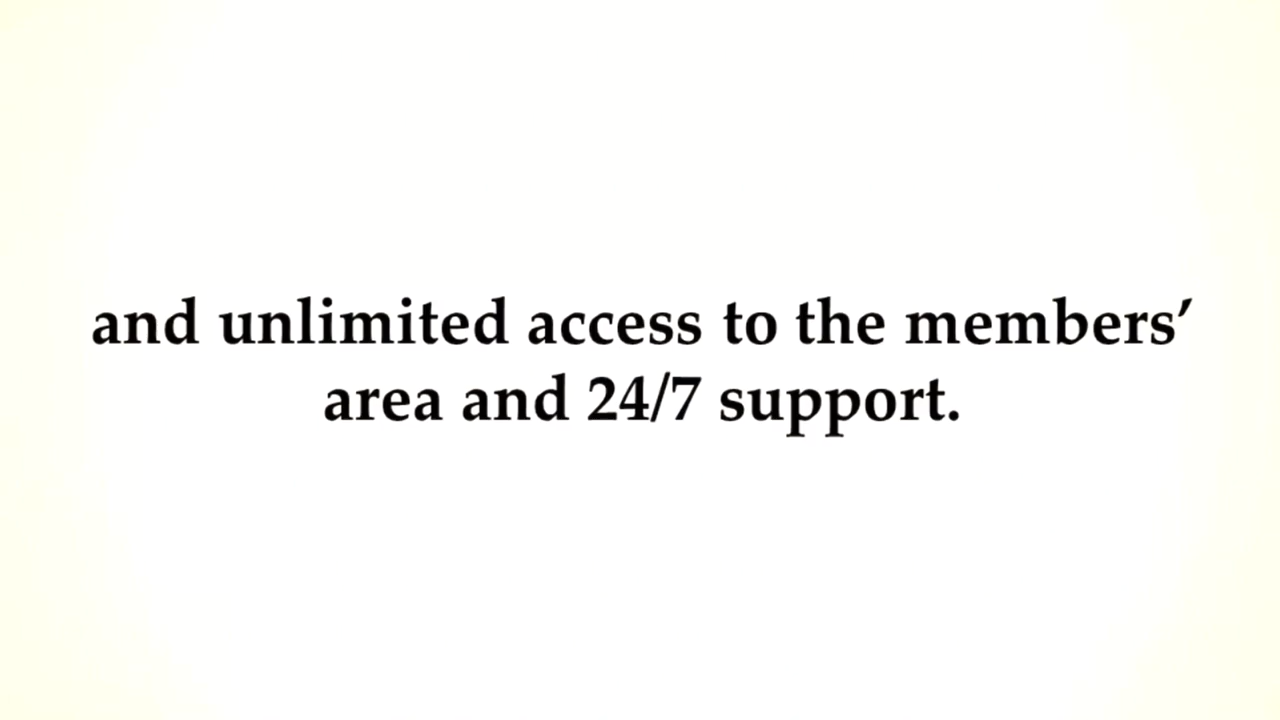 and unlimited access to the members’
area and 24/7 support.